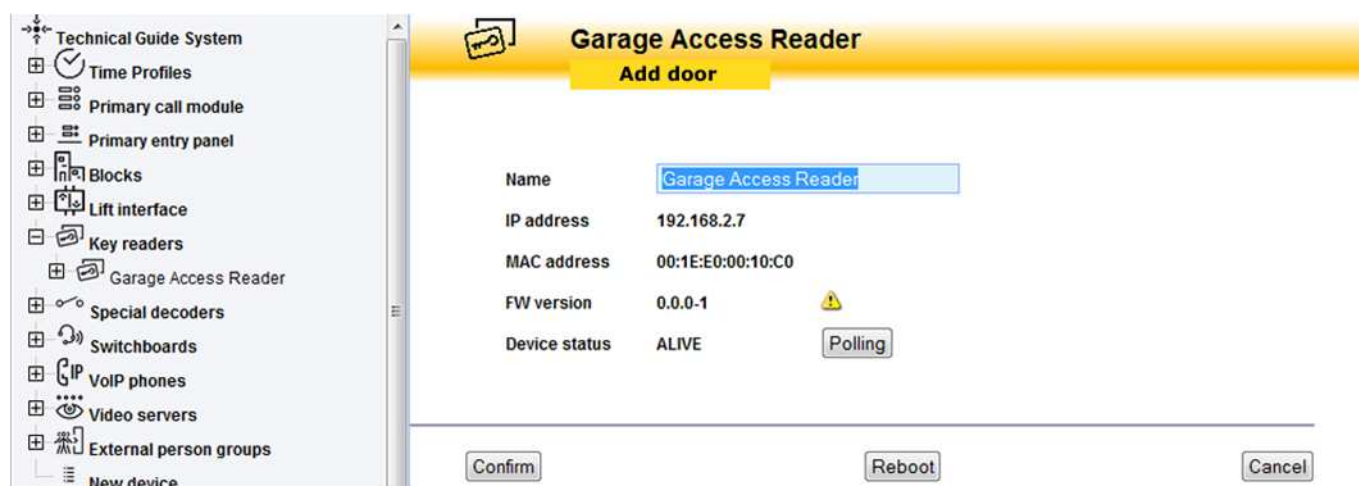 Technical Guide System
Time Profiles
Primary call module
Primary entry panel
Blocks
Lift interface
Key readers
Garage Access Reader
Special decoders
Switchboards
IP
VoIP phones
Video servers
External person groups
New device
Garage Access Reader
Add door
Name Garage Access Reader
IP address 192.168.2.7
MAC address 00:1E:E0:00:10:C0
FW version 0.0.0-1
Device status ALIVE Polling
Confirm Reboot Cancel